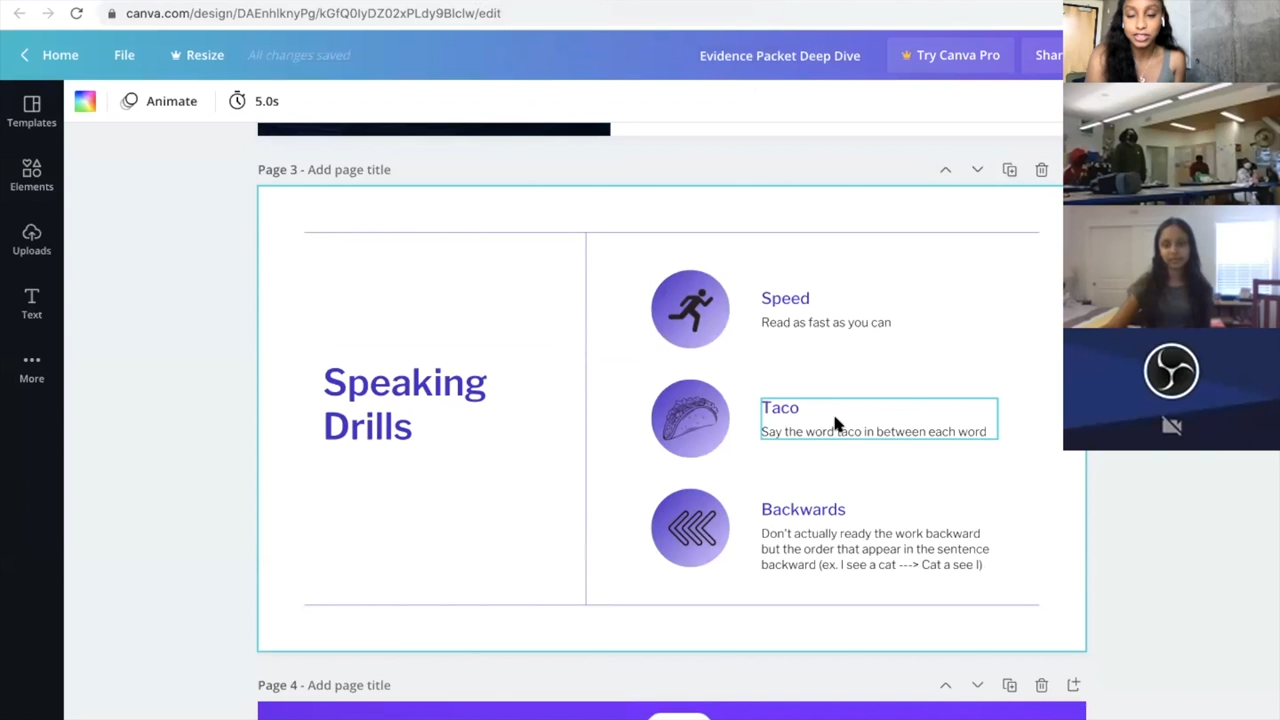 canva.com/design/DAEnhlknyPg/kGfQ0lyDZ02xPLdy9Blclw/edit
Home File Resize All changes saved Evidence Packet Deep Dive Try Canva Pro Shar
Templates
Elements
Uploads
Text
More
Animate 5.0s
Page 3 - Add page title
Speaking
Drills
Speed
Read as fast as you can
Taco
Say the word taco in between each word
Backwards
Don't actually ready the work backward
but the order that appear in the sentence
backward (ex. I see a cat ---> Cat a see I)
Page 4 - Add page title